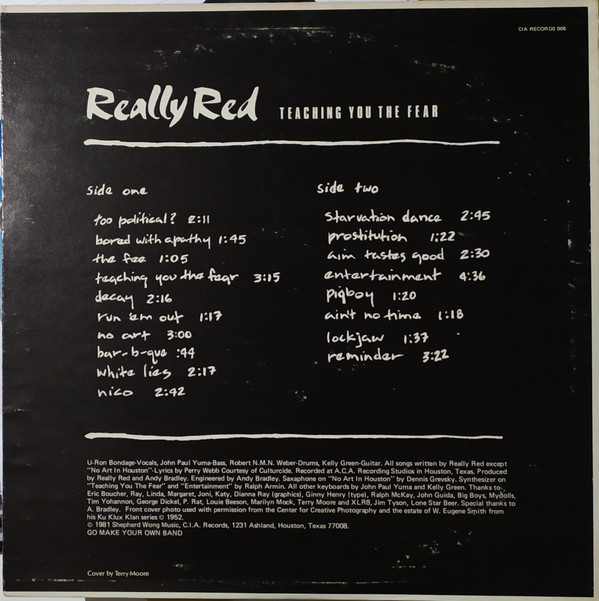 CIA RECORDS 006
Really Red TEACHING YOU THE FEAR
side one
too political? 2:11
bored with apathy 1:45
the fee 1:05
teaching you the fear 3:15
decay 2:16
run 'em out 1:17
no art 3:00
bar-b-que :44
white lies 2:17
nico 2:42
side two
starvation dance 2:45
prostitution 1:22
aim tastes good 2:30
entertainment 4:36
pigboy 1:20
ain't no time 1:18
lockjaw 1:37
reminder 3:22
U-Ron Bondage-Vocals, John Paul Yuma-Bass, Robert N.M.N. Weber-Drums, Kelly Green-Guitar. All songs written by Really Red except
"No Art In Houston"-Lyrics by Perry Webb Courtesy of Culturcide. Recorded at A.C.A. Recording Studios in Houston, Texas. Produced
by Really Red and Andy Bradley. Engineered by Andy Bradley. Saxaphone on "No Art In Houston" by Dennis Grevsky. Synthesizer on
"Teaching You The Fear" and "Entertainment" by Ralph Armin. All other keyboards by John Paul Yuma and Kelly Green. Thanks to-
Eric Boucher, Ray, Linda, Margaret, Joni, Katy, Dianna Ray (graphics), Ginny Henry (type), Ralph McKay, John Guida, Big Boys, Mydolls,
Tim Yohannon, George Dickel, P. Rat, Louie Beeson, Marilyn Mock, Terry Moore and XLR8, Jim Tyson, Lone Star Beer. Special thanks to
A. Bradley. Front cover photo used with permission from the Center for Creative Photography and the estate of W. Eugene Smith from
his Ku Klux Klan series © 1952.
© 1981 Shepherd Wong Music, C.I.A. Records, 1231 Ashland, Houston, Texas 77008.
GO MAKE YOUR OWN BAND
Cover by Terry Moore